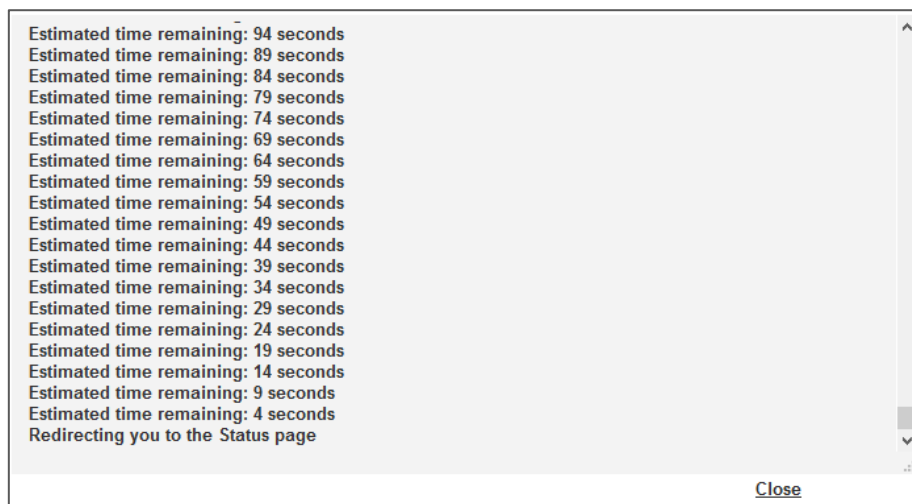 Estimated time remaining: 94 seconds
Estimated time remaining: 89 seconds
Estimated time remaining: 84 seconds
Estimated time remaining: 79 seconds
Estimated time remaining: 74 seconds
Estimated time remaining: 69 seconds
Estimated time remaining: 64 seconds
Estimated time remaining: 59 seconds
Estimated time remaining: 54 seconds
Estimated time remaining: 49 seconds
Estimated time remaining: 44 seconds
Estimated time remaining: 39 seconds
Estimated time remaining: 34 seconds
Estimated time remaining: 29 seconds
Estimated time remaining: 24 seconds
Estimated time remaining: 19 seconds
Estimated time remaining: 14 seconds
Estimated time remaining: 9 seconds
Estimated time remaining: 4 seconds
Redirecting you to the Status page
Close